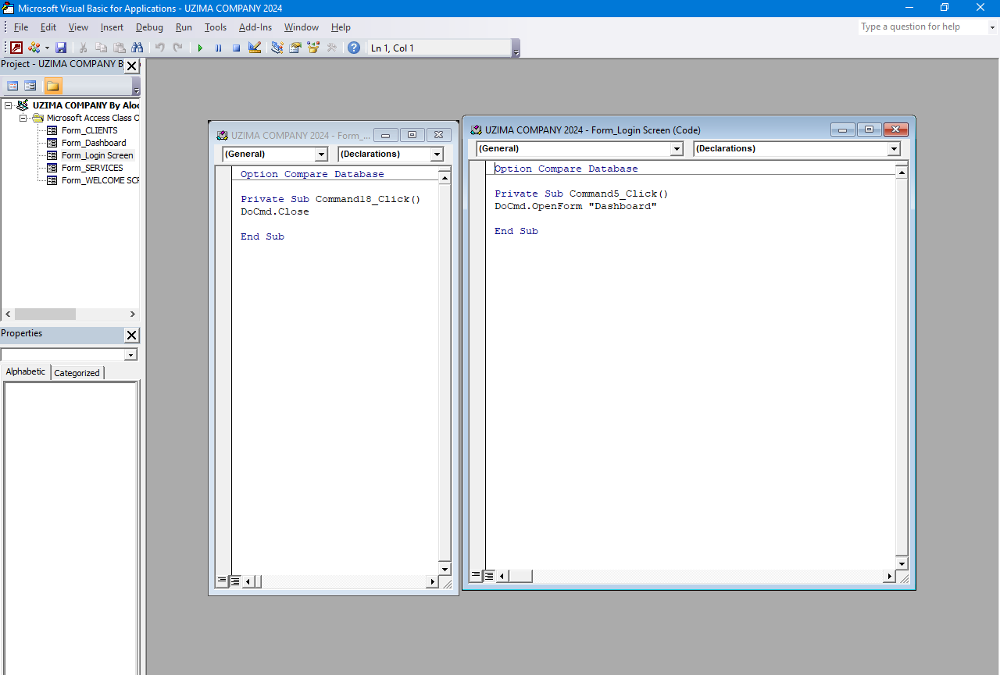 Microsoft Visual Basic for Applications - UZIMA COMPANY 2024
File Edit View Insert Debug Run Tools Add-Ins Window Help
Type a question for help
Ln 1, Col 1
Project - UZIMA COMPANY B
UZIMA COMPANY By Aloc
Microsoft Access Class O
Form_CLIENTS
Form_Dashboard
Form_Login Screen
Form_SERVICES
Form_WELCOME SCR
Properties
Alphabetic Categorized
UZIMA COMPANY 2024 - Form_...
(General) (Declarations)
Option Compare Database
Private Sub Command18_Click()
DoCmd.Close
End Sub
UZIMA COMPANY 2024 - Form_Login Screen (Code)
(General) (Declarations)
Option Compare Database
Private Sub Command5_Click()
DoCmd.OpenForm "Dashboard"
End Sub